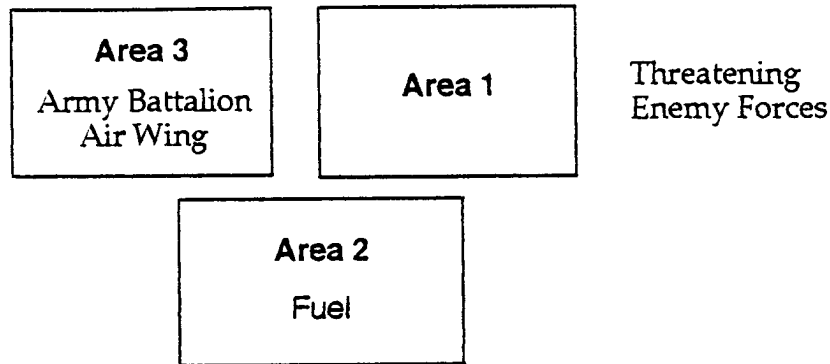 Area 3
Army Battalion
Air Wing
Area 1
Threatening
Enemy Forces
Area 2
Fuel